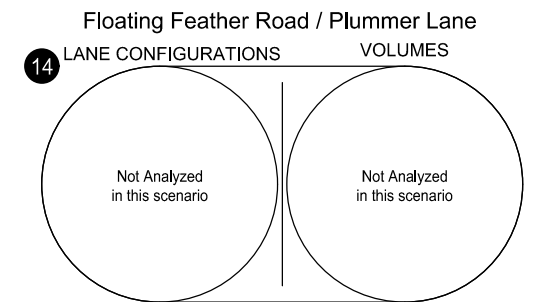 Floating Feather Road / Plummer Lane
14 LANE CONFIGURATIONS VOLUMES
Not Analyzed
in this scenario
Not Analyzed
in this scenario